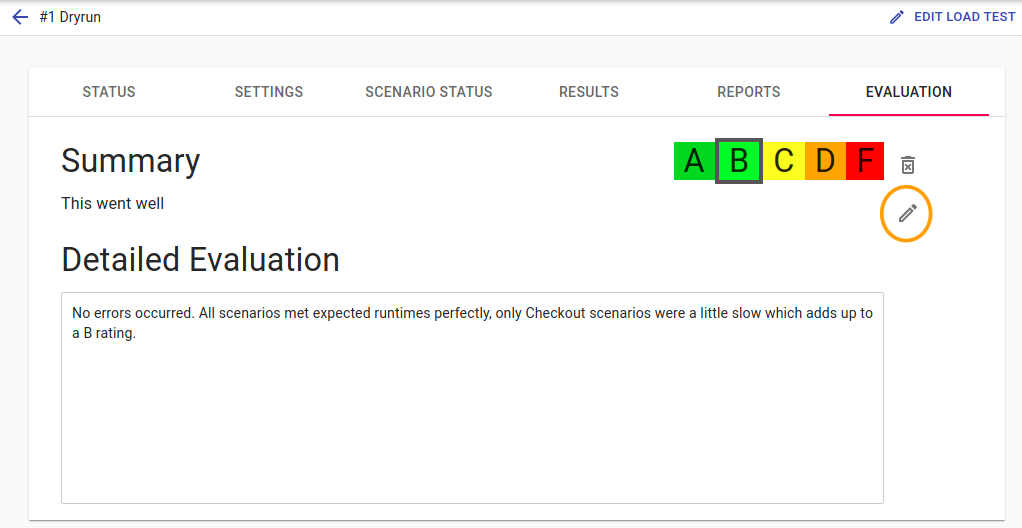 #1 Dryrun
EDIT LOAD TEST
STATUS SETTINGS SCENARIO STATUS RESULTS REPORTS EVALUATION
Summary
A B C D F
This went well
Detailed Evaluation
No errors occurred. All scenarios met expected runtimes perfectly, only Checkout scenarios were a little slow which adds up to
a B rating.